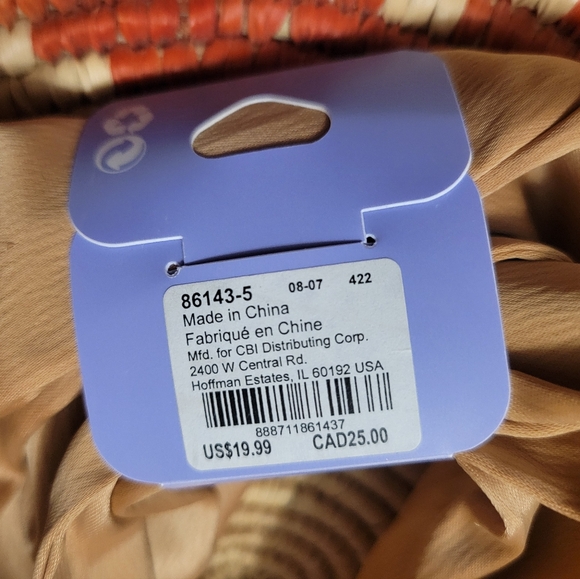 86143-5 08-07 422
Made in China
Fabriqué en Chine
Mfd. for CBI Distributing Corp.
2400 W Central Rd.
Hoffman Estates, IL 60192 USA
888711861437
US$19.99 CAD25.00